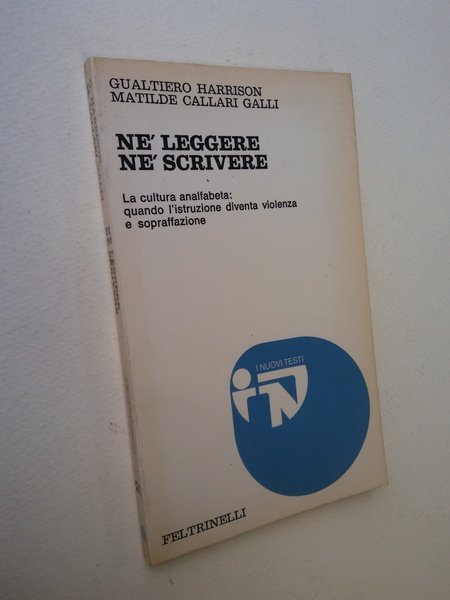 GUALTIERO HARRISON
MATILDE CALLARI GALLI
NE' LEGGERE
NE' SCRIVERE
La cultura analfabeta:
quando l'istruzione diventa violenza
e sopraffazione
I NUOVI TESTI
FELTRINELLI